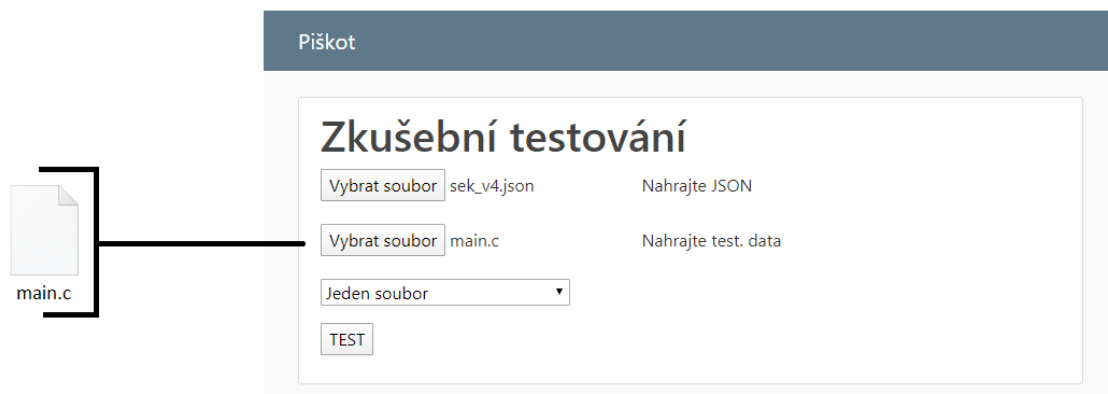 Piškot
Zkušební testování
Vybrat soubor sek_v4.json Nahrajte JSON
Vybrat soubor main.c Nahrajte test. data
main.c
Jeden soubor
TEST